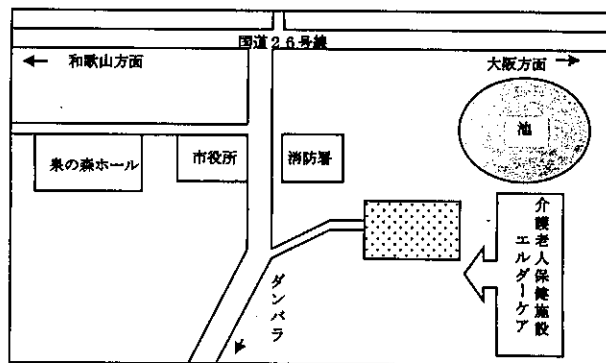 国道26号線
和歌山方面
大阪方面
池
泉の森ホール
市役所
消防署
介護老人保健施設
エルダーケア
ダンバラ